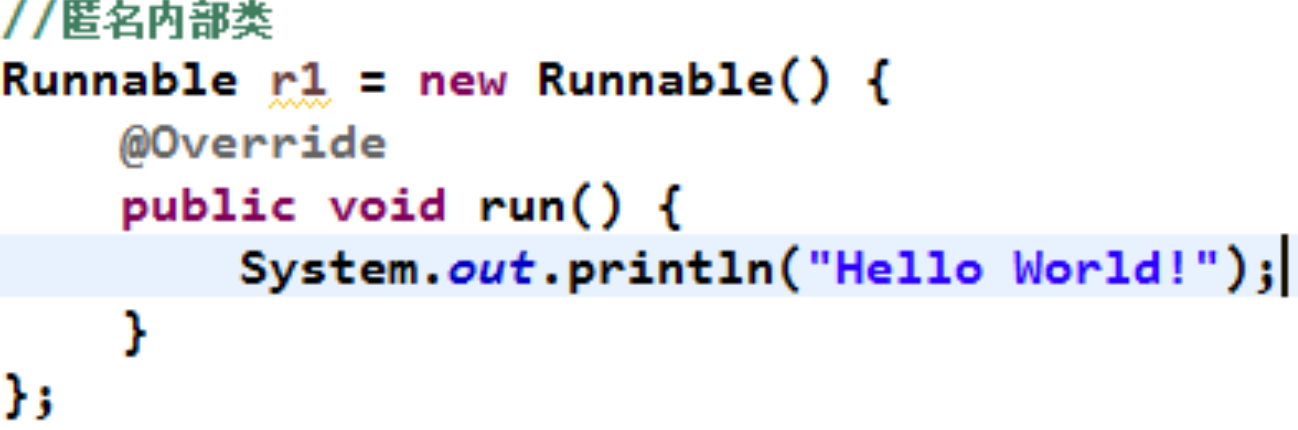 //匿名内部类
Runnable r1 = new Runnable() {
    @Override
    public void run() {
        System.out.println("Hello World!");
    }
};